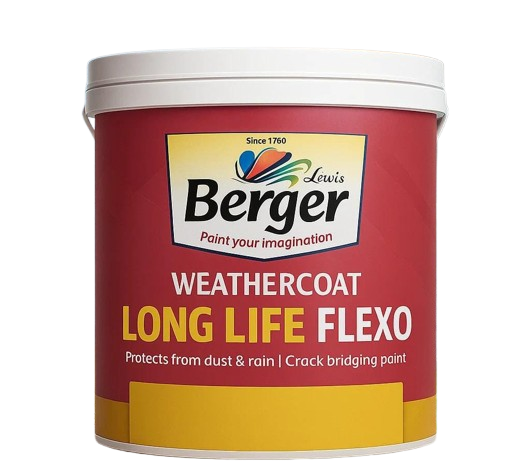 Since 1760
Lewis
Berger
Paint your imagination
WEATHERCOAT
LONG LIFE FLEXO
Protects from dust & rain | Crack bridging paint